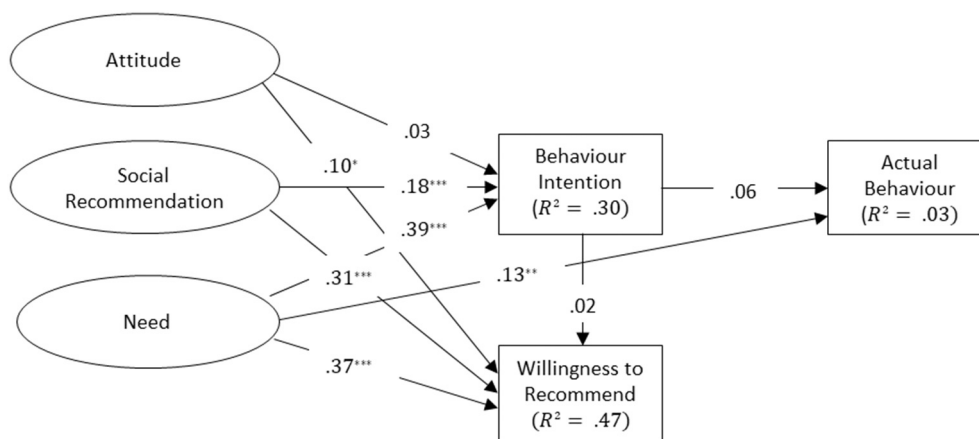 Attitude
.03
.10*
Social
Recommendation
.18***
Behaviour
Intention
(R² = .30)
.06
Actual
Behaviour
(R² = .03)
.39***
.31***
.13**
Need
.02
.37***
Willingness to
Recommend
(R² = .47)